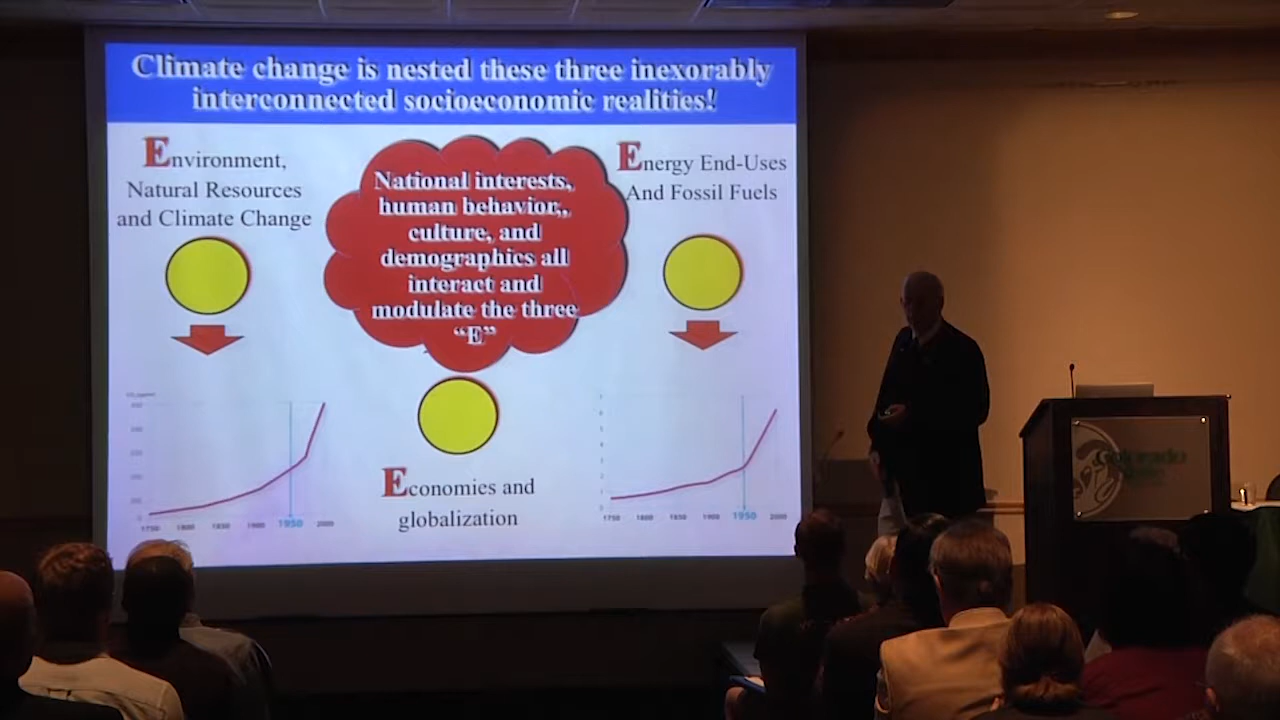 Climate change is nested these three inexorably
interconnected socioeconomic realities!
Environment,
Natural Resources
and Climate Change
National interests,
human behavior,,
culture, and
demographics all
interact and
modulate the three
“E”
Energy End-Uses
And Fossil Fuels
1750 1800 1850 1900 1950 2000
Economies and
globalization
1750 1800 1850 1900 1950 2000
Colorado